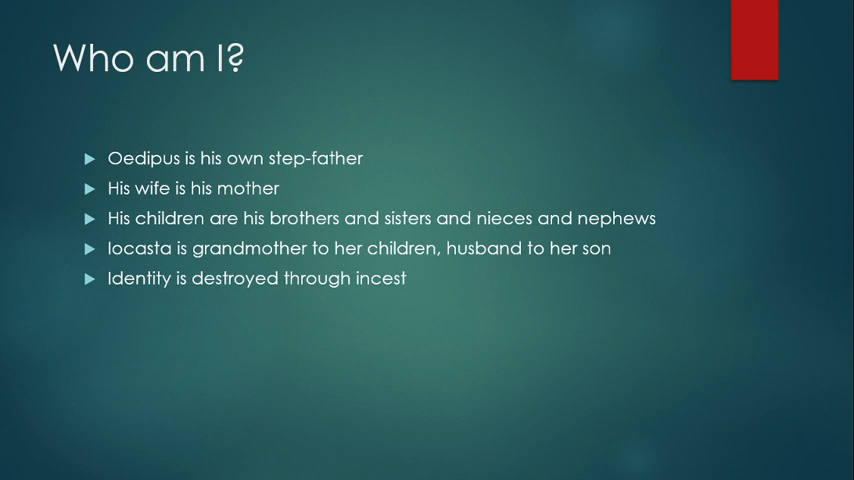 Who am I?
Oedipus is his own step-father
His wife is his mother
His children are his brothers and sisters and nieces and nephews
Iocasta is grandmother to her children, husband to her son
Identity is destroyed through incest